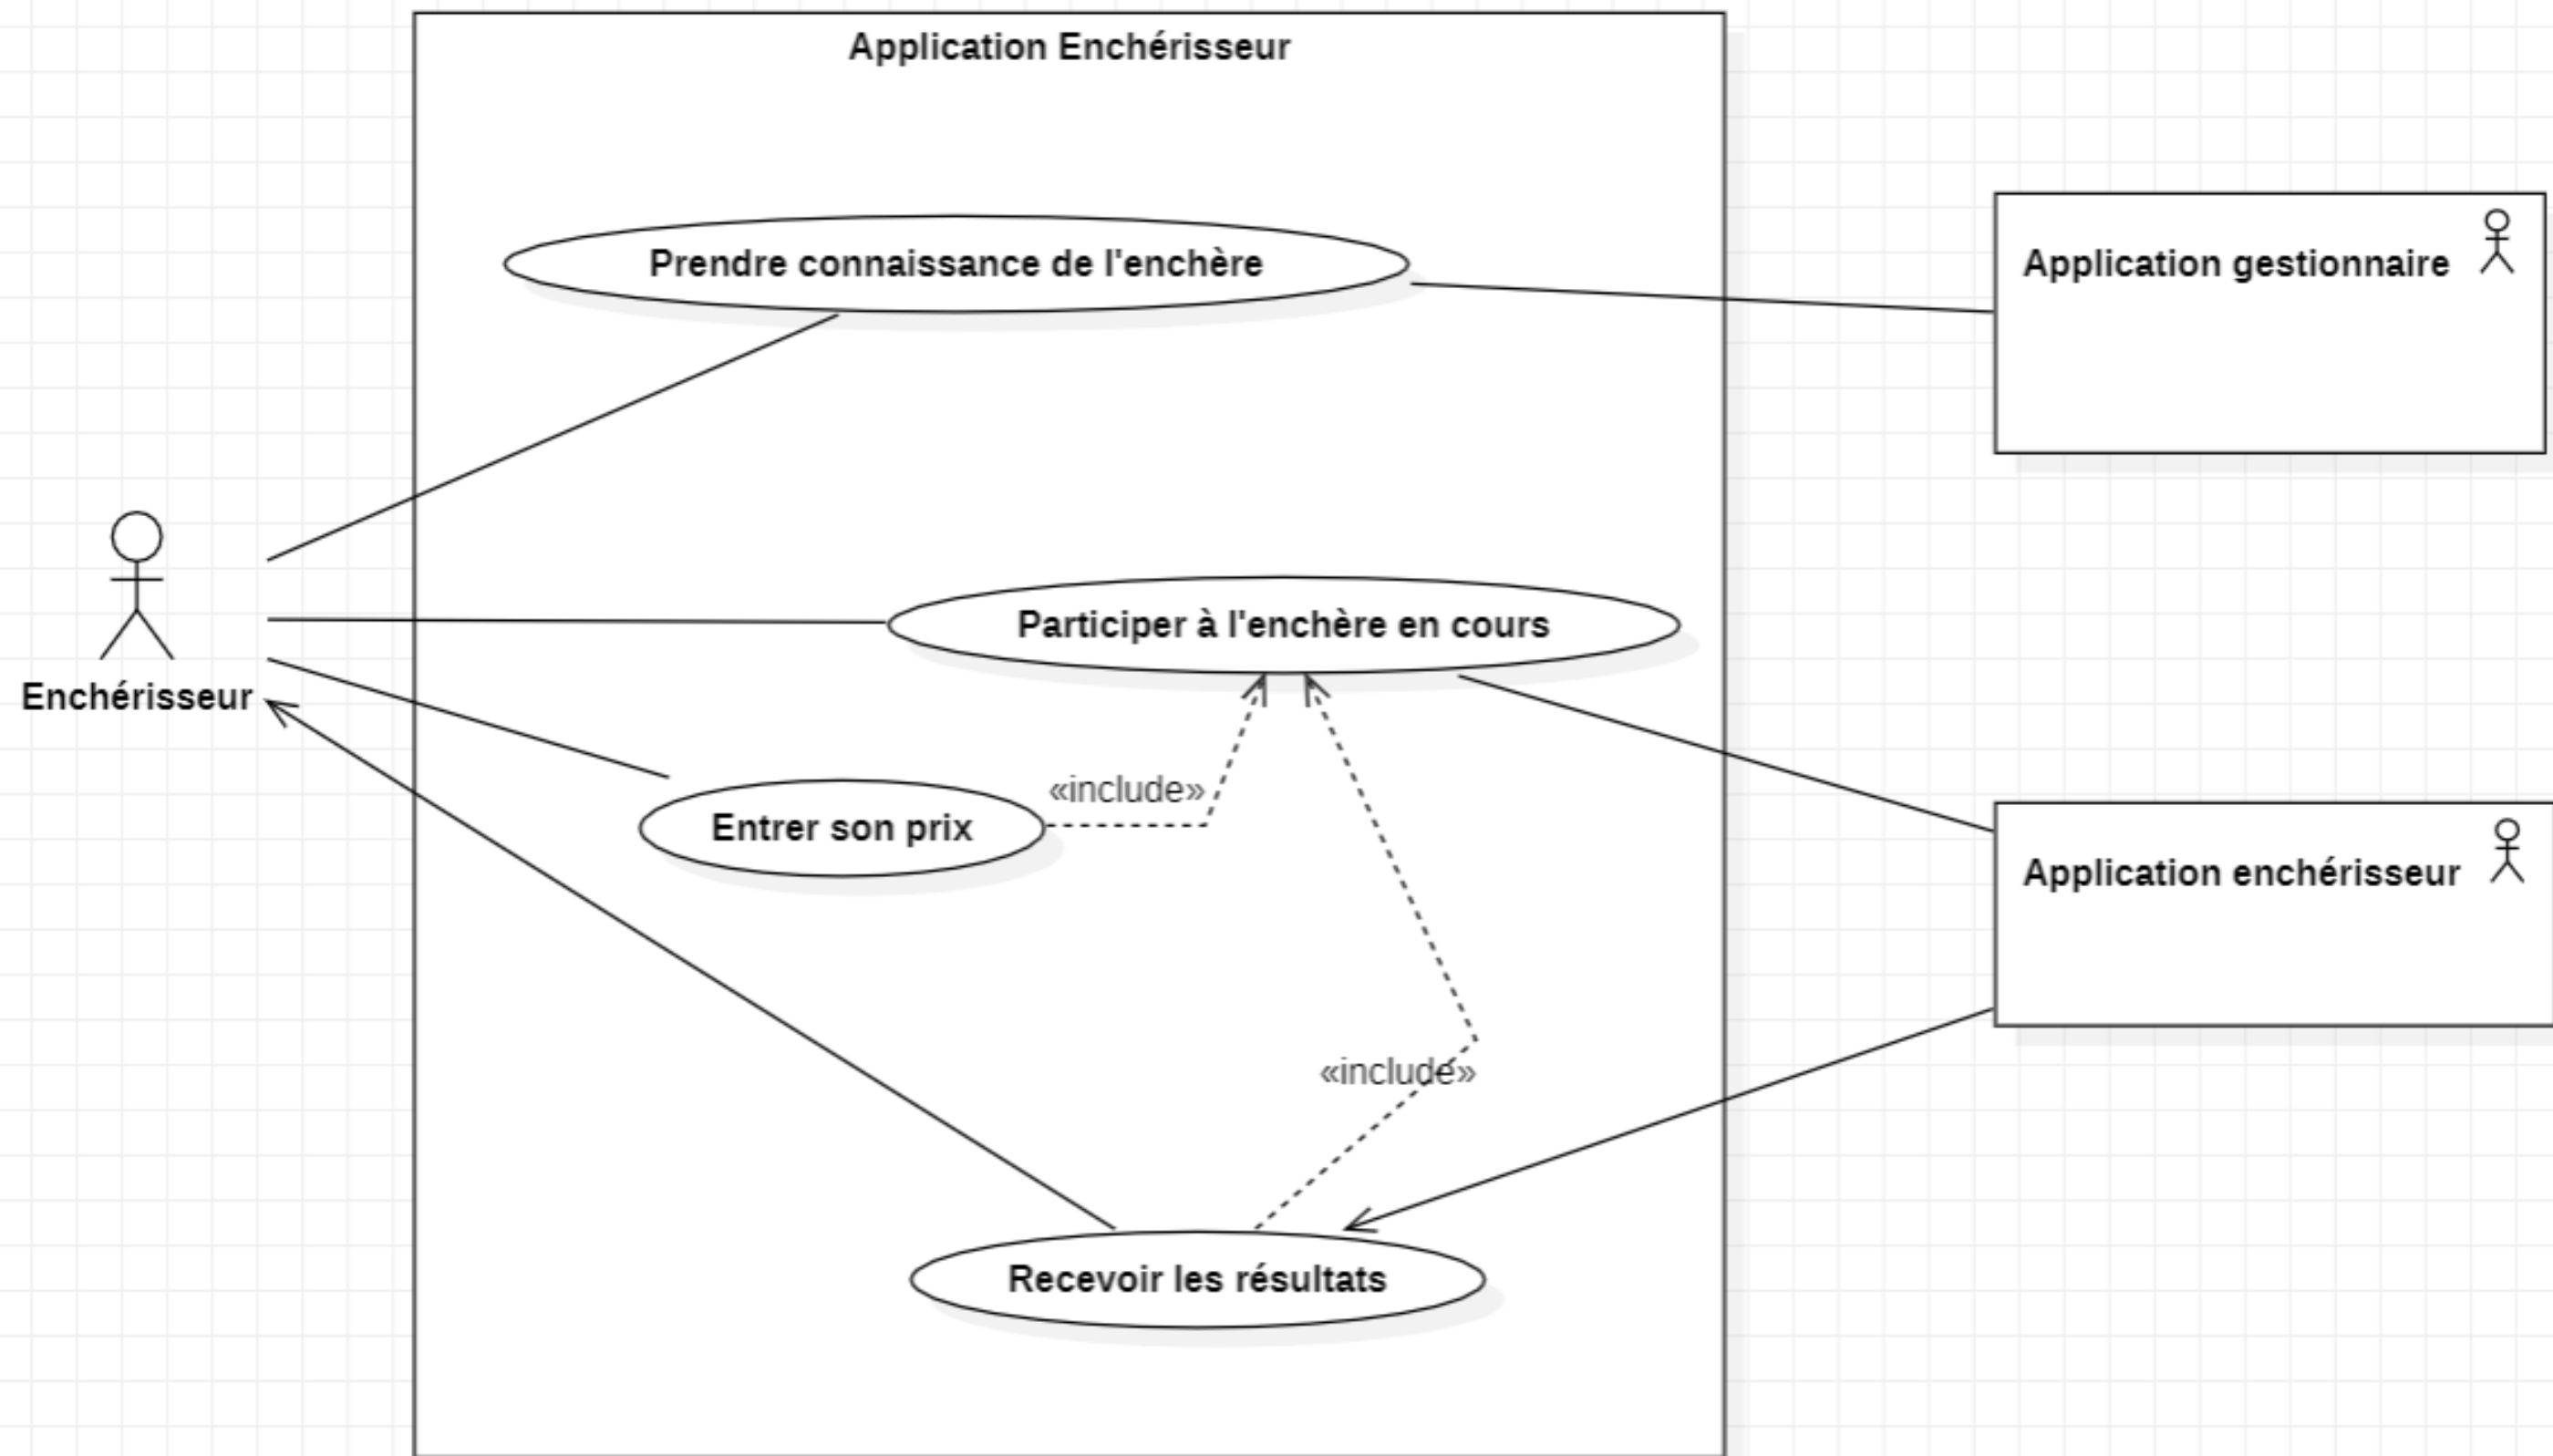 Application Enchérisseur
Prendre connaissance de l'enchère
Application gestionnaire
Participer à l'enchère en cours
Enchérisseur
«include»
Entrer son prix
Application enchérisseur
«include»
Recevoir les résultats